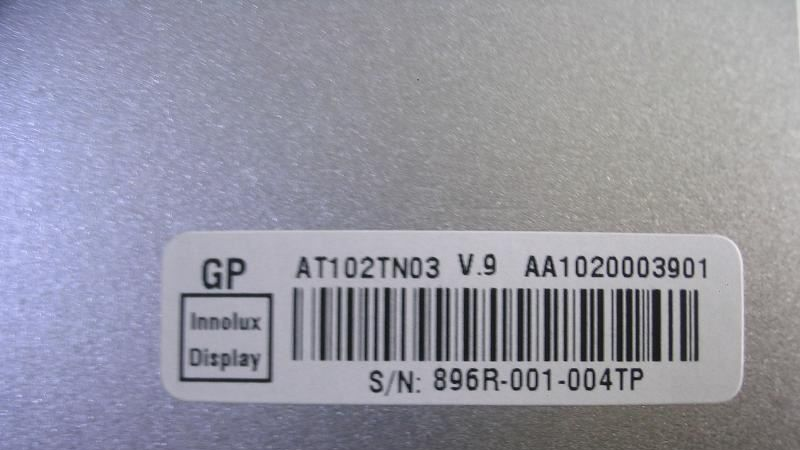 GP AT102TN03 V.9 AA1020003901
Innolux
Display
S/N: 896R-001-004TP